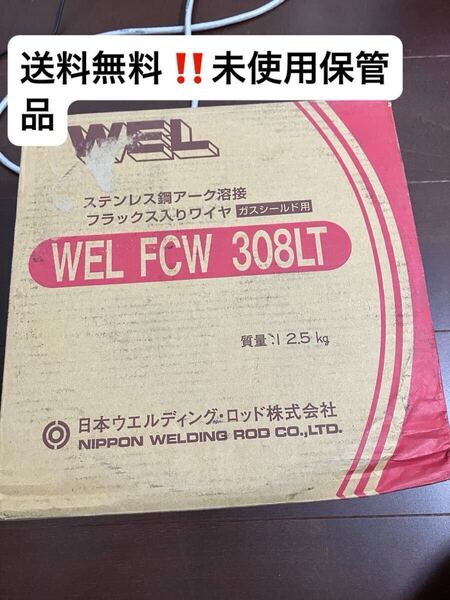 送料無料‼️未使用保管
品
WEL
ステンレス鋼アーク溶接
フラックス入りワイヤ ガスシールド用
WEL FCW 308LT
質量:12.5kg
日本ウエルディング・ロッド株式会社
NIPPON WELDING ROD CO.,LTD.